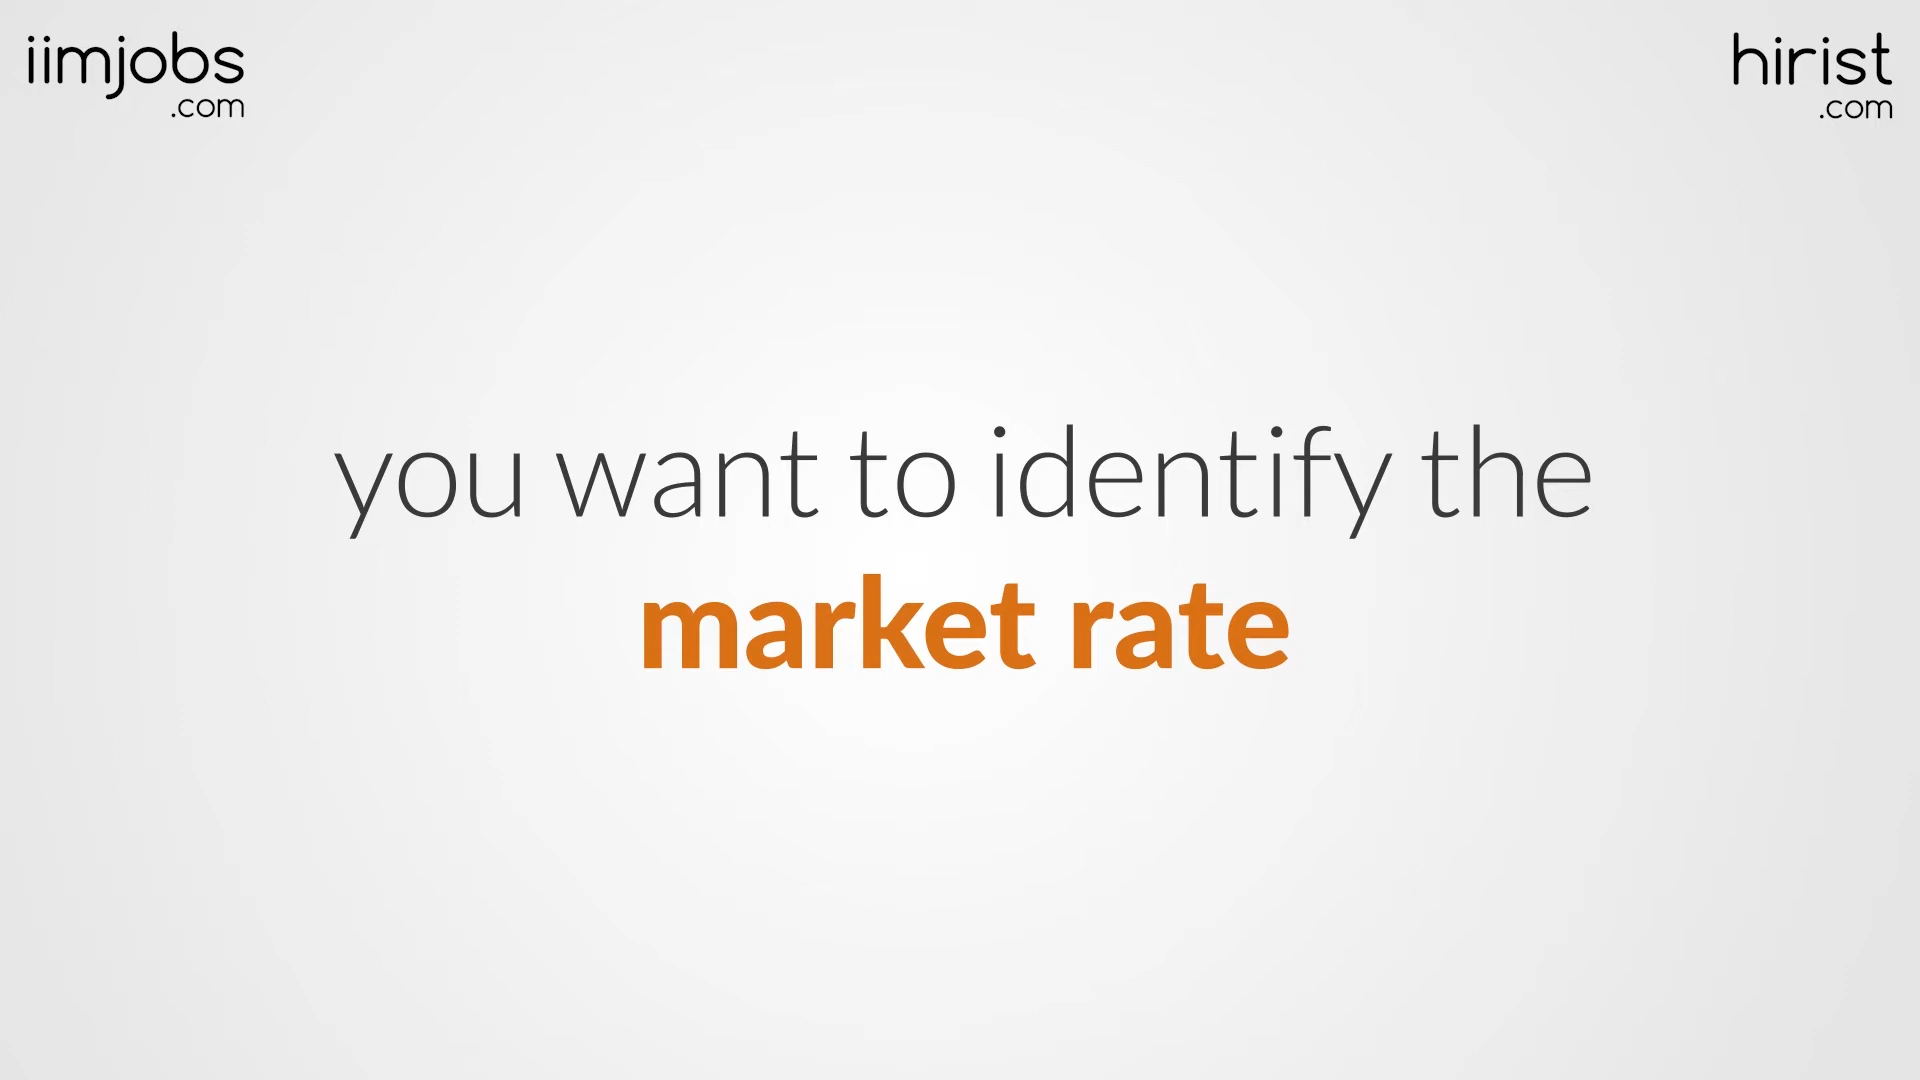 iimjobs
.com
hirist
.com
you want to identify the
market rate